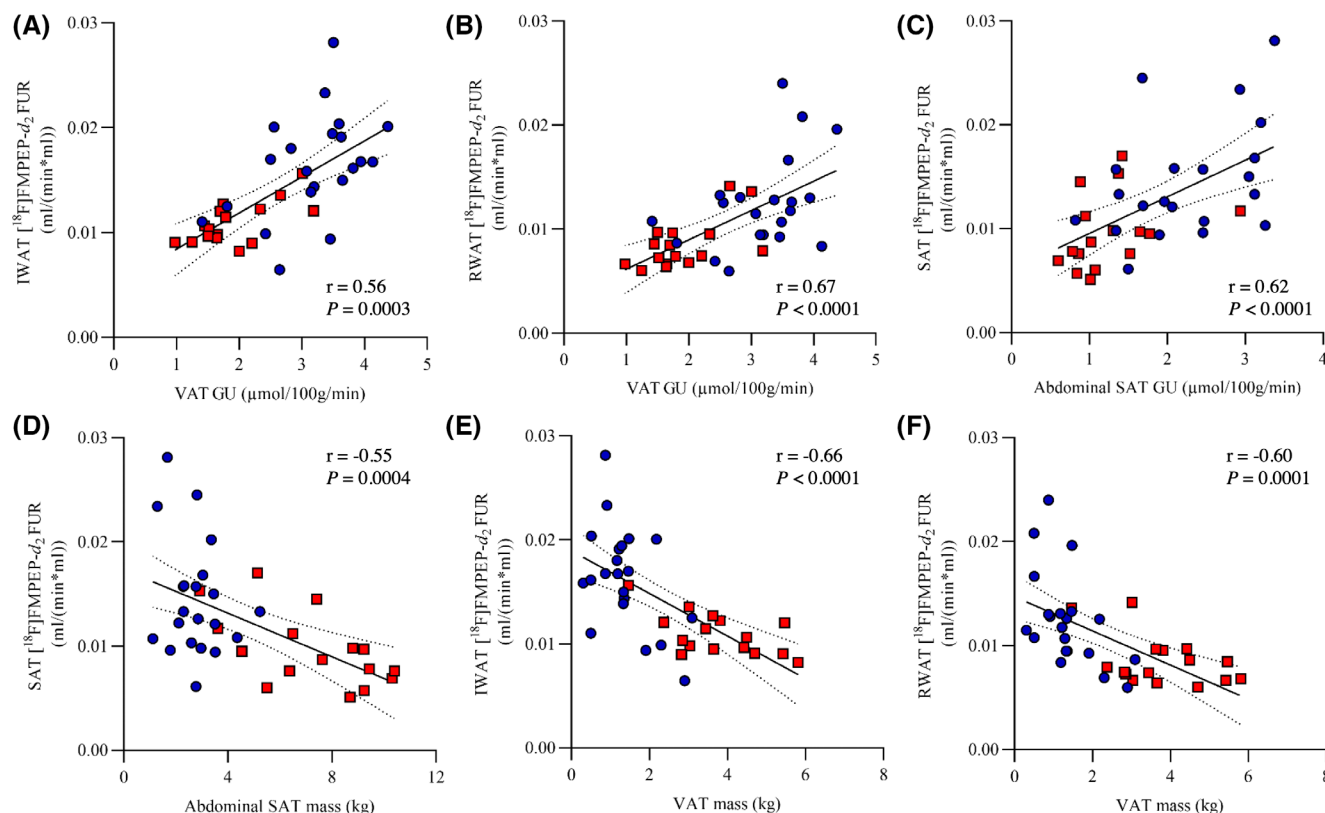 (A)
IWAT [18F]FMPEP-d2 FUR
(ml/(min*ml))
0.03
0.02
0.01
0.00
0 1 2 3 4 5
VAT GU (µmol/100g/min)
r = 0.56
P = 0.0003
(B)
RWAT [18F]FMPEP-d2 FUR
(ml/(min*ml))
0.03
0.02
0.01
0.00
0 1 2 3 4 5
VAT GU (µmol/100g/min)
r = 0.67
P < 0.0001
(C)
SAT [18F]FMPEP-d2 FUR
(ml/(min*ml))
0.03
0.02
0.01
0.00
0 1 2 3 4
Abdominal SAT GU (µmol/100g/min)
r = 0.62
P < 0.0001
(D)
SAT [18F]FMPEP-d2 FUR
(ml/(min*ml))
0.03
0.02
0.01
0.00
0 4 8 12
Abdominal SAT mass (kg)
r = -0.55
P = 0.0004
(E)
IWAT [18F]FMPEP-d2 FUR
(ml/(min*ml))
0.03
0.02
0.01
0.00
0 2 4 6 8
VAT mass (kg)
r = -0.66
P < 0.0001
(F)
RWAT [18F]FMPEP-d2 FUR
(ml/(min*ml))
0.03
0.02
0.01
0.00
0 2 4 6 8
VAT mass (kg)
r = -0.60
P = 0.0001